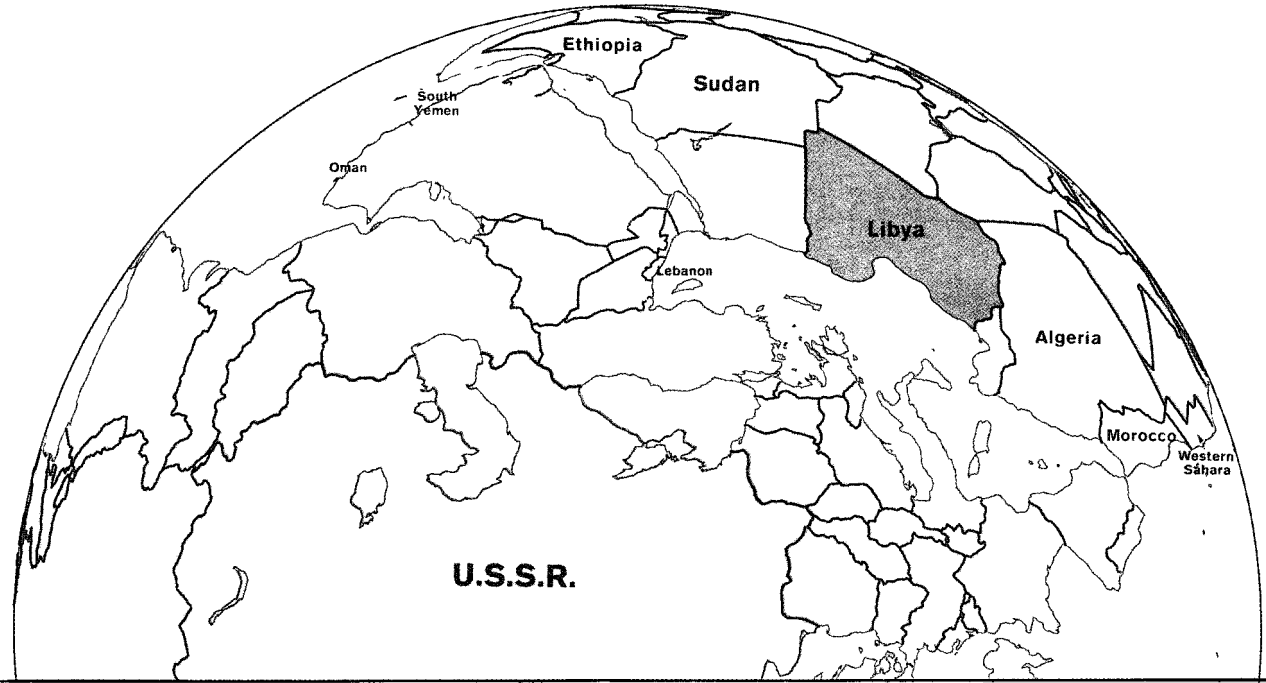 Ethiopia
Sudan
South
Yemen
Oman
Libya
Lebanon
Algeria
Morocco
Western
Sahara
U.S.S.R.